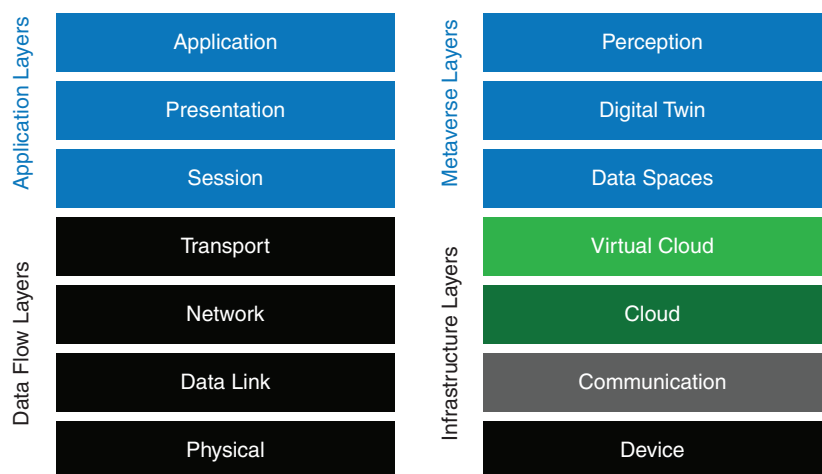 Application Layers
Application
Presentation
Session
Data Flow Layers
Transport
Network
Data Link
Physical
Metaverse Layers
Perception
Digital Twin
Data Spaces
Infrastructure Layers
Virtual Cloud
Cloud
Communication
Device